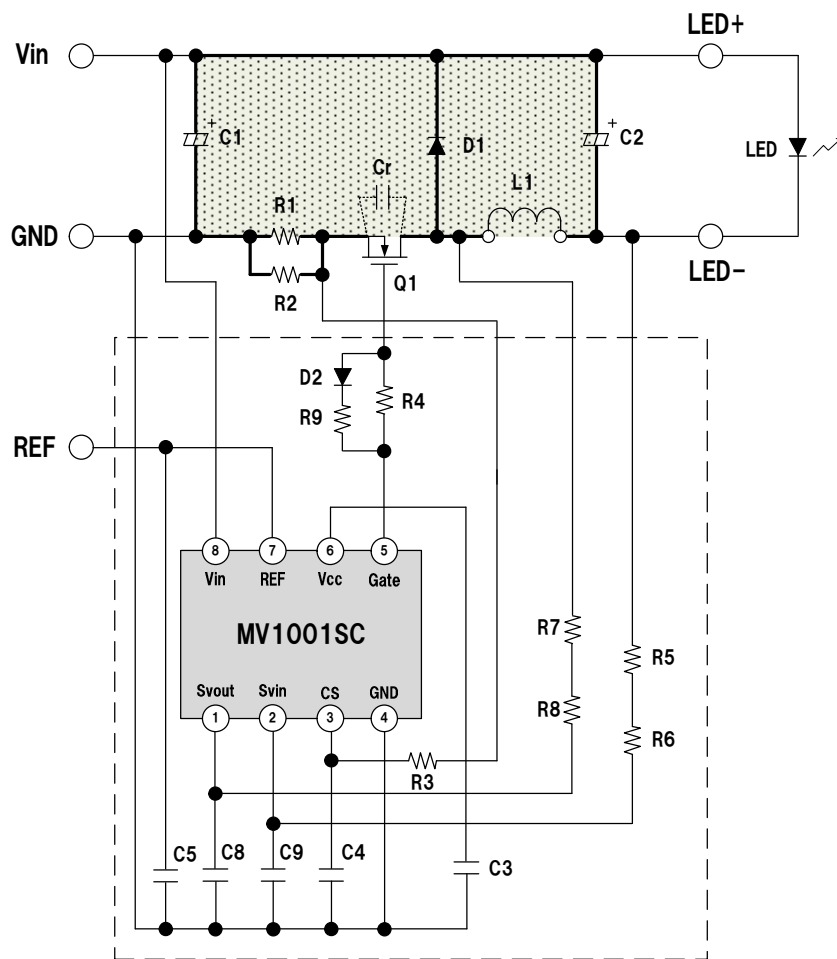 LED+
Vin
+
C1
D1
+
C2
LED
Cr
L1
R1
GND
LED-
R2
Q1
D2
R9
R4
REF
8
7
6
5
Vin
REF
Vcc
Gate
MV1001SC
R7
R5
Svout
Svin
CS
GND
1
2
3
4
R8
R6
R3
C5
C8
C9
C4
C3